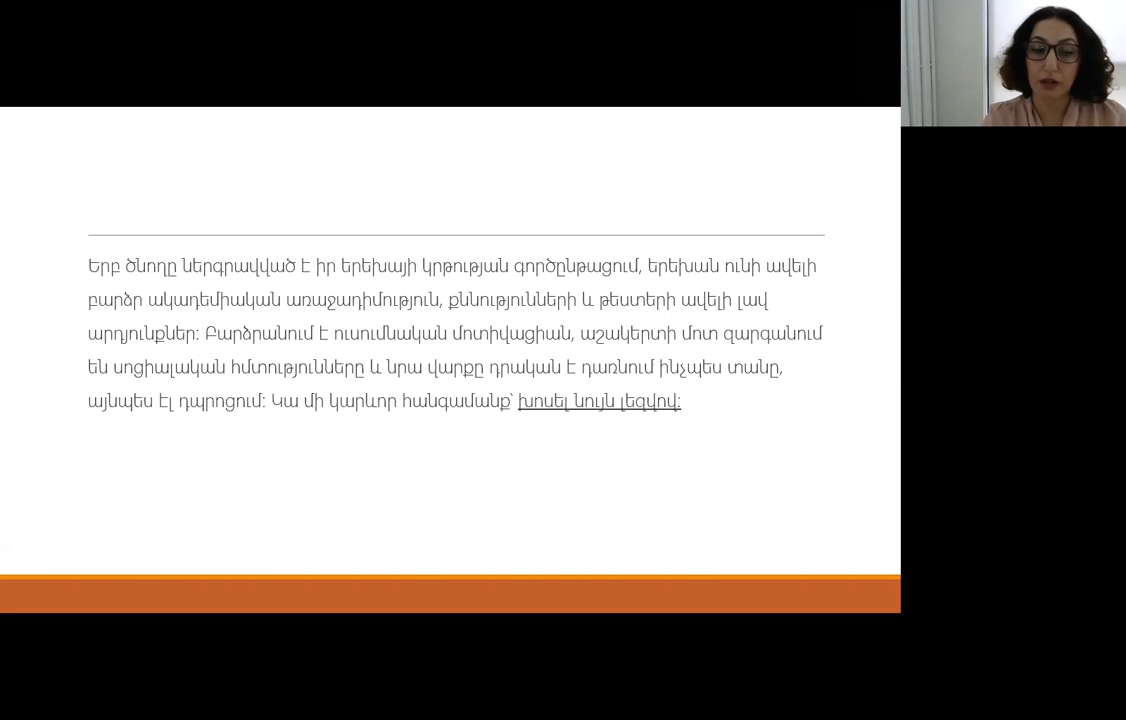 Երբ ծնողը ներգրավված է իր երեխայի կրթության գործընթացում, երեխան ունի ավելի
բարձր ակադեմիական առաջադիմություն, քննությունների և թեստերի ավելի լավ
արդյունքներ: Բարձրանում է ուսումնական մոտիվացիան, աշակերտի մոտ զարգանում
են սոցիալական հմտությունները և նրա վարքը դրական է դառնում ինչպես տանը,
այնպես էլ դպրոցում: Կա մի կարևոր հանգամանք՝ խոսել նույն լեզվով: